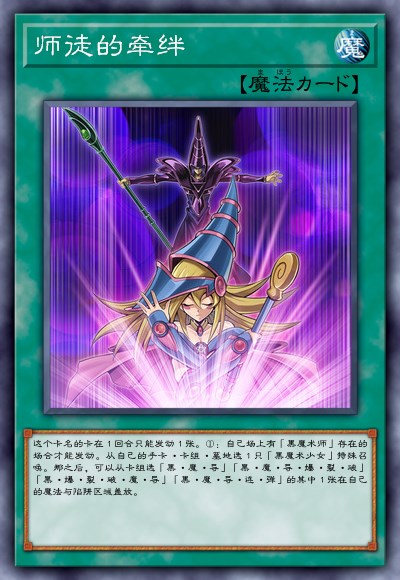 师徒的牵绊
魔
【魔法カード】
ま ほう
这个卡名的卡在1回合只能发动1张。①：自己场上有「黑魔术师」存在的
场合才能发动。从自己的手卡・卡组・墓地选1只「黑魔术少女」特殊召
唤。那之后，可以从卡组选「黑・魔・导」「黑・魔・导・爆・裂・破」
「黑・爆・裂・破・魔・导」「黑・魔・导・连・弹」的其中1张在自己
的魔法与陷阱区域盖放。